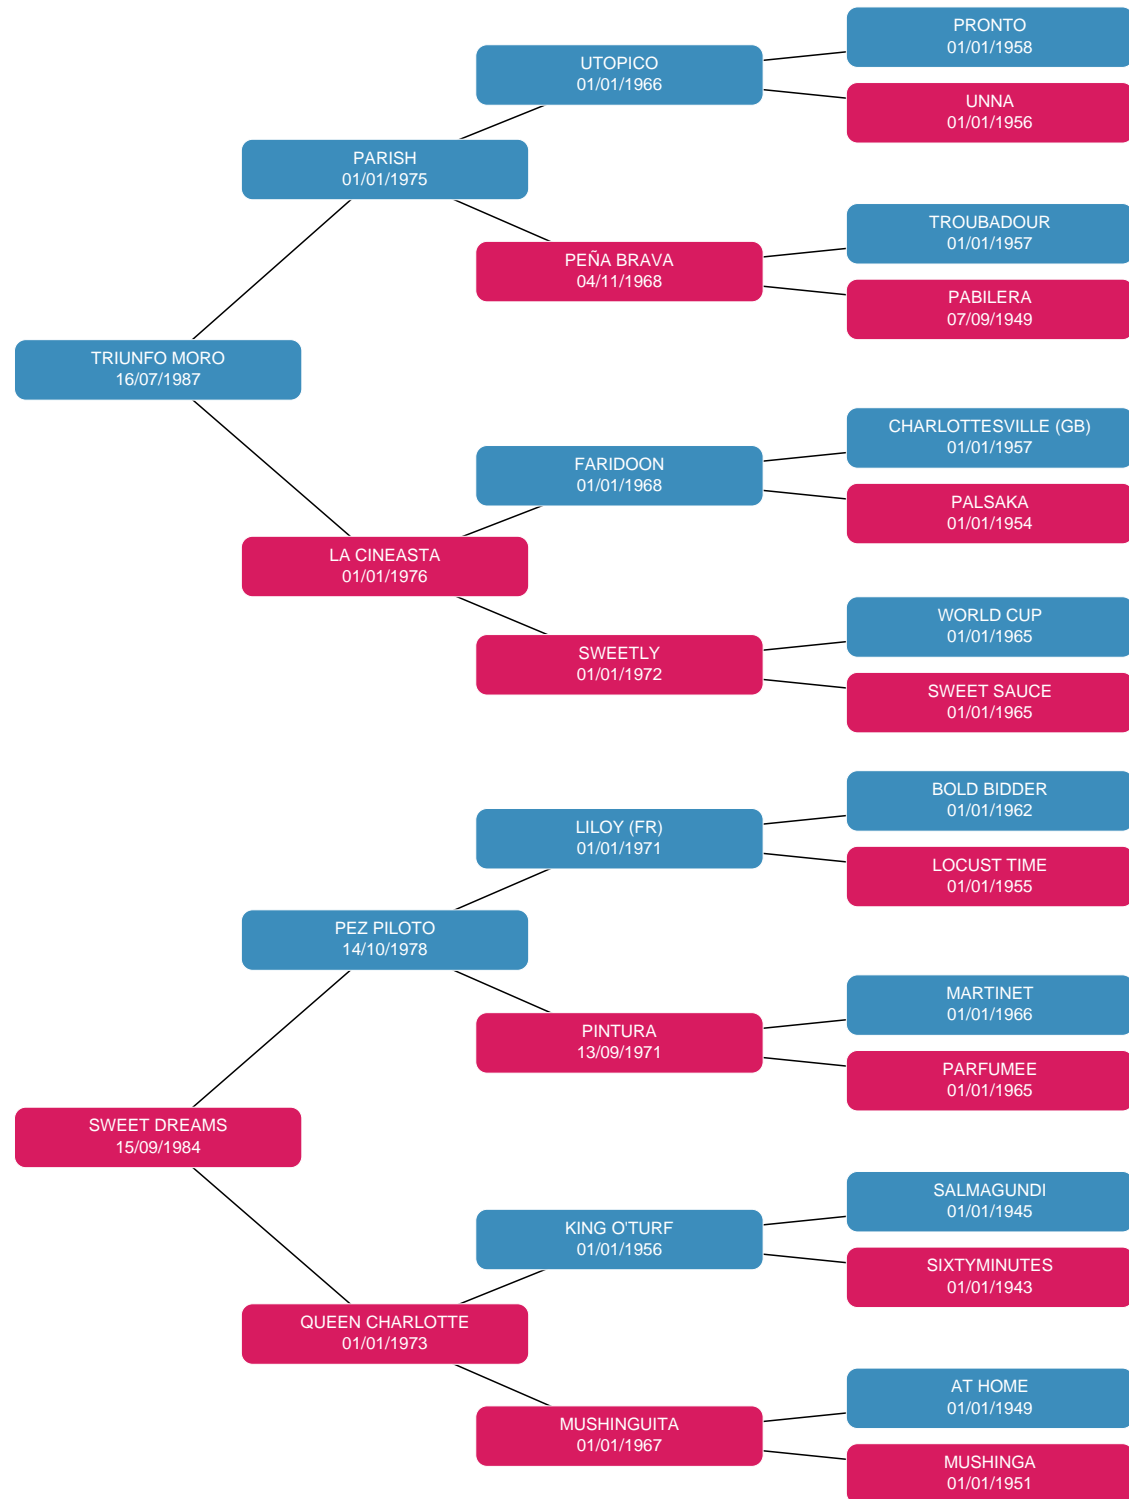 PRONTO
01/01/1958
UTOPICO
01/01/1966
UNNA
01/01/1956
PARISH
01/01/1975
TROUBADOUR
01/01/1957
PEÑA BRAVA
04/11/1968
PABILERA
07/09/1949
TRIUNFO MORO
16/07/1987
CHARLOTTESVILLE (GB)
01/01/1957
FARIDOON
01/01/1968
PALSAKA
01/01/1954
LA CINEASTA
01/01/1976
WORLD CUP
01/01/1965
SWEETLY
01/01/1972
SWEET SAUCE
01/01/1965
BOLD BIDDER
01/01/1962
LILOY (FR)
01/01/1971
LOCUST TIME
01/01/1955
PEZ PILOTO
14/10/1978
MARTINET
01/01/1966
PINTURA
13/09/1971
PARFUMEE
01/01/1965
SWEET DREAMS
15/09/1984
SALMAGUNDI
01/01/1945
KING O'TURF
01/01/1956
SIXTYMINUTES
01/01/1943
QUEEN CHARLOTTE
01/01/1973
AT HOME
01/01/1949
MUSHINGUITA
01/01/1967
MUSHINGA
01/01/1951